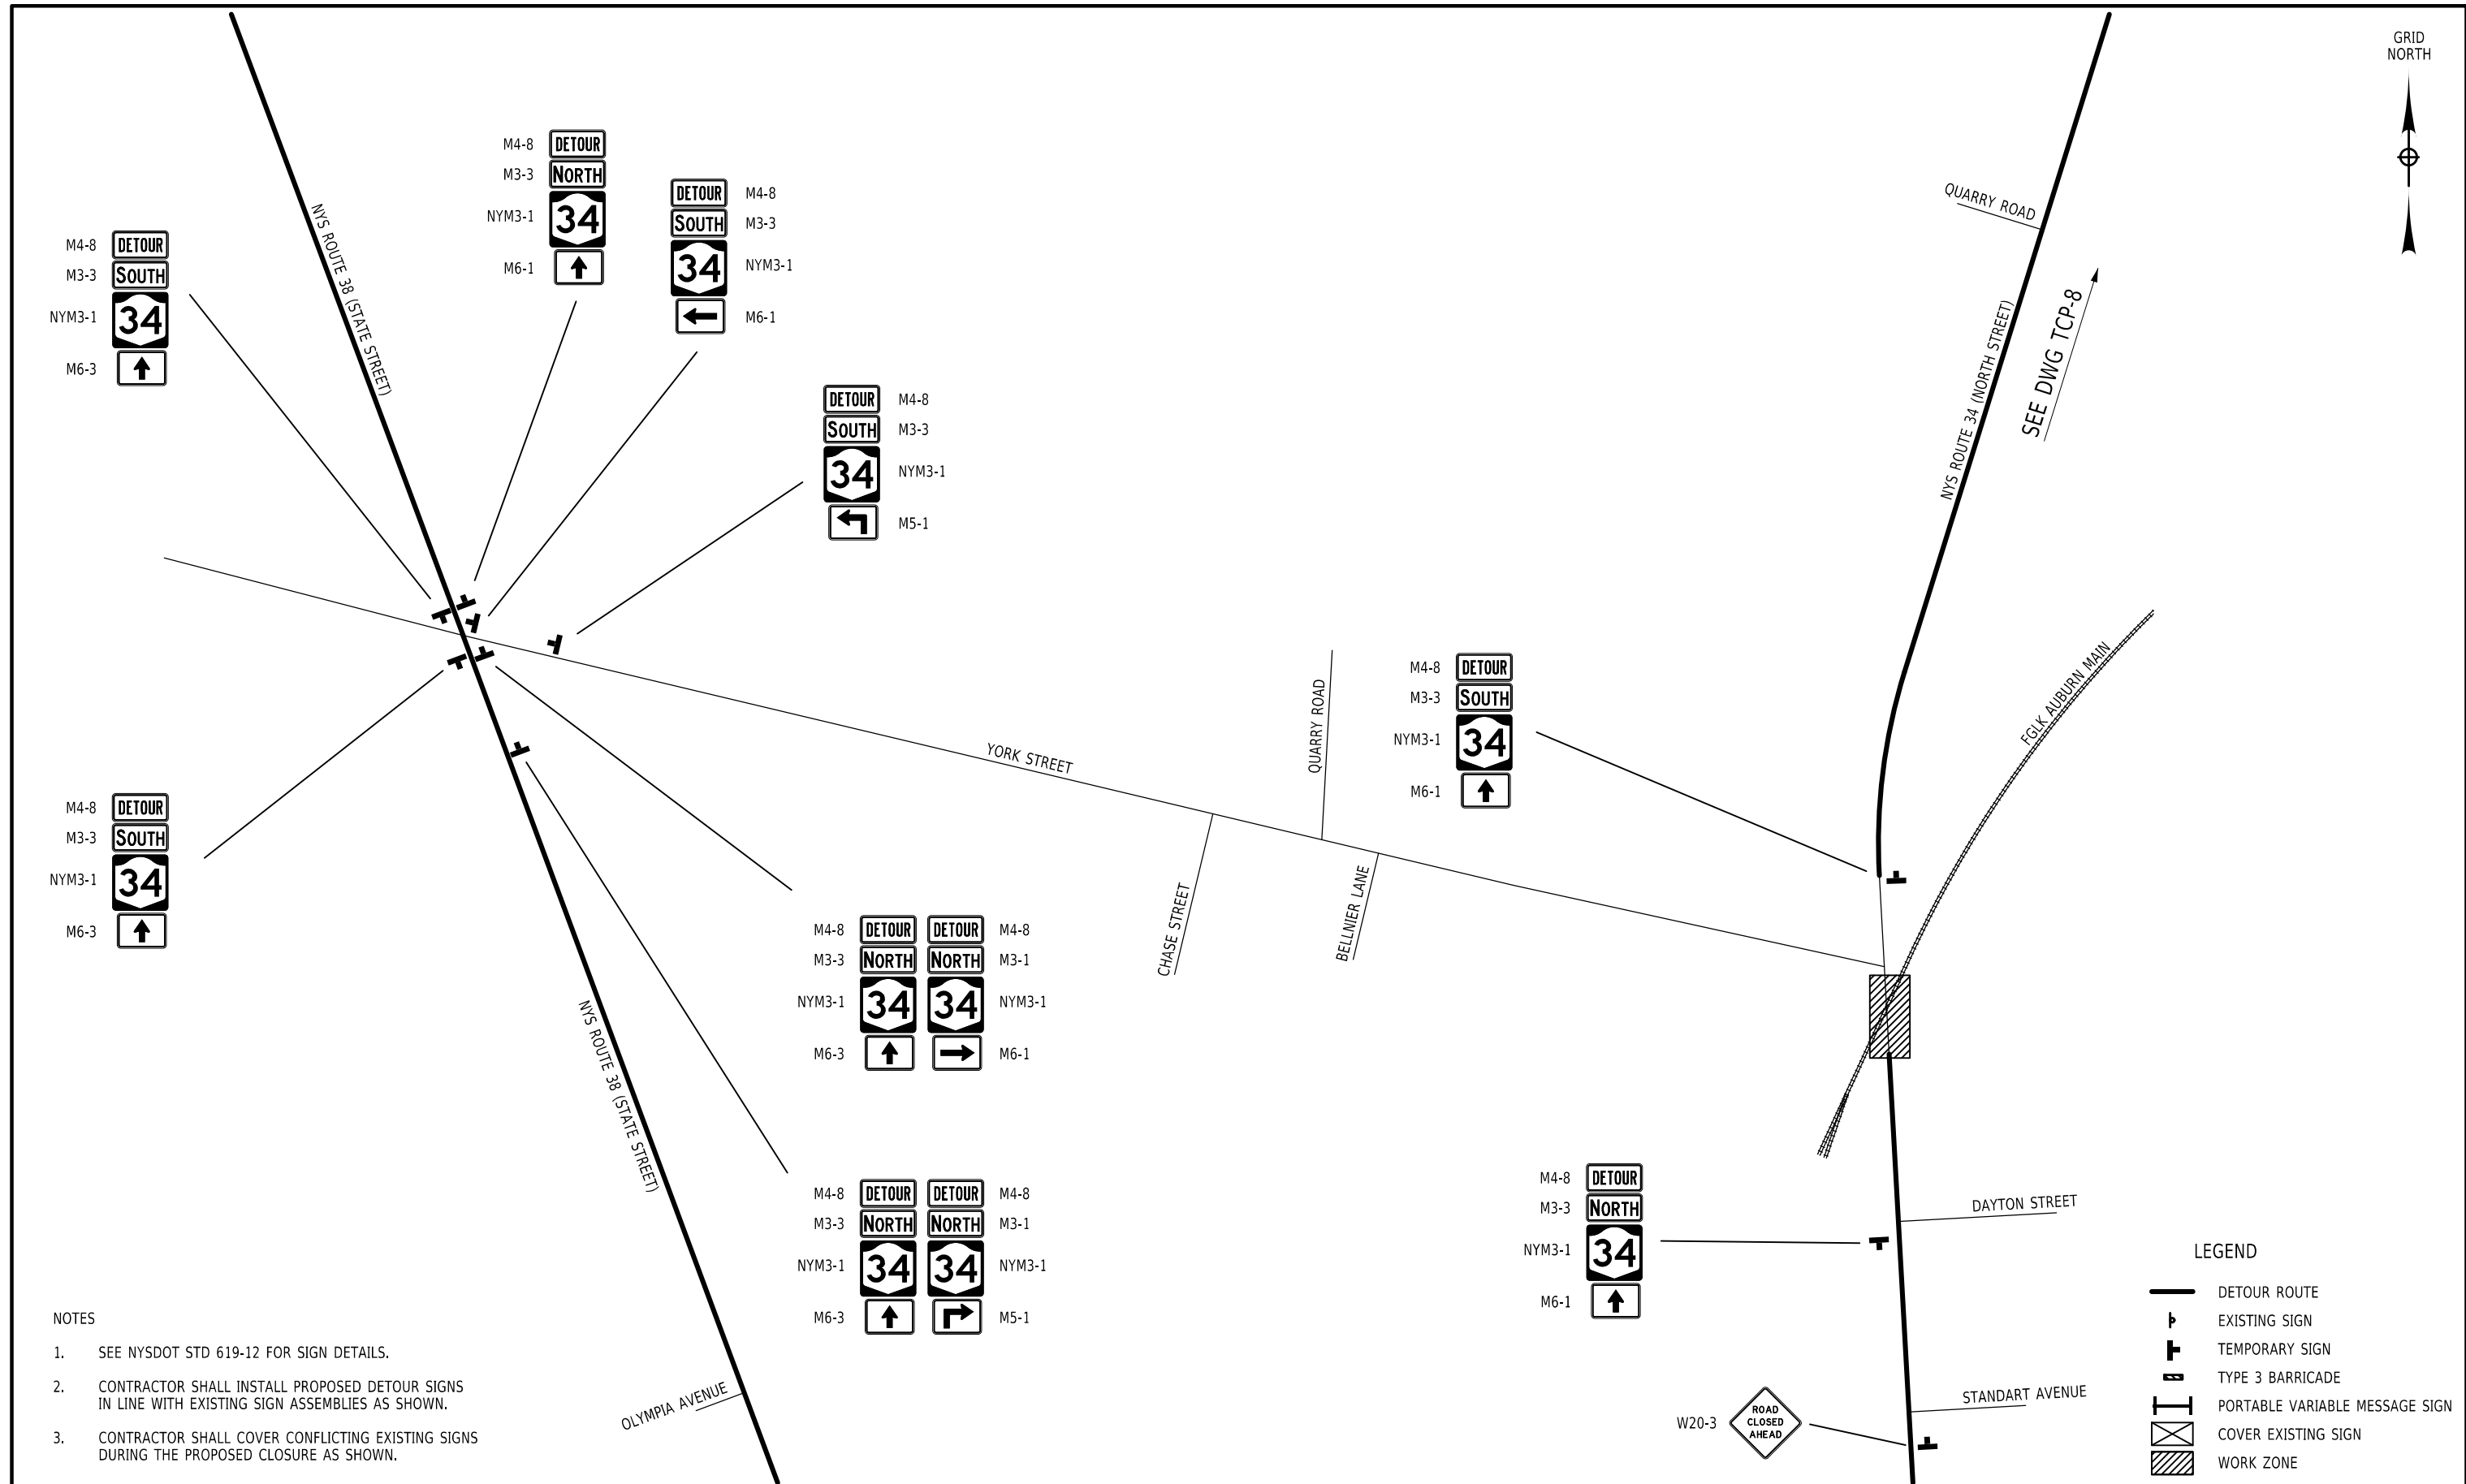 GRID
NORTH
M4-8 DETOUR
M3-3 NORTH
NYM3-1 34
M6-1
DETOUR M4-8
SOUTH M3-3
34 NYM3-1
M6-1
M4-8 DETOUR
M3-3 SOUTH
NYM3-1 34
M6-3
NYS ROUTE 38 (STATE STREET)
QUARRY ROAD
NYS ROUTE 34 (NORTH STREET)
SEE DWG TCP-8
DETOUR M4-8
SOUTH M3-3
34 NYM3-1
M5-1
FGLK AUBURN MAIN
M4-8 DETOUR
M3-3 SOUTH
NYM3-1 34
M6-1
QUARRY ROAD
YORK STREET
M4-8 DETOUR
M3-3 SOUTH
NYM3-1 34
M6-3
CHASE STREET
BELLNIER LANE
M4-8 DETOUR DETOUR M4-8
M3-3 NORTH NORTH M3-1
NYM3-1 34 34 NYM3-1
M6-3 M6-1
NYS ROUTE 38 (STATE STREET)
M4-8 DETOUR DETOUR M4-8
M3-3 NORTH NORTH M3-1
NYM3-1 34 34 NYM3-1
M6-3 M5-1
M4-8 DETOUR
M3-3 NORTH
NYM3-1 34
M6-1
DAYTON STREET
STANDART AVENUE
OLYMPIA AVENUE
W20-3
ROAD
CLOSED
AHEAD
NOTES
1. SEE NYSDOT STD 619-12 FOR SIGN DETAILS.
2. CONTRACTOR SHALL INSTALL PROPOSED DETOUR SIGNS
IN LINE WITH EXISTING SIGN ASSEMBLIES AS SHOWN.
3. CONTRACTOR SHALL COVER CONFLICTING EXISTING SIGNS
DURING THE PROPOSED CLOSURE AS SHOWN.
LEGEND
DETOUR ROUTE
EXISTING SIGN
TEMPORARY SIGN
TYPE 3 BARRICADE
PORTABLE VARIABLE MESSAGE SIGN
COVER EXISTING SIGN
WORK ZONE